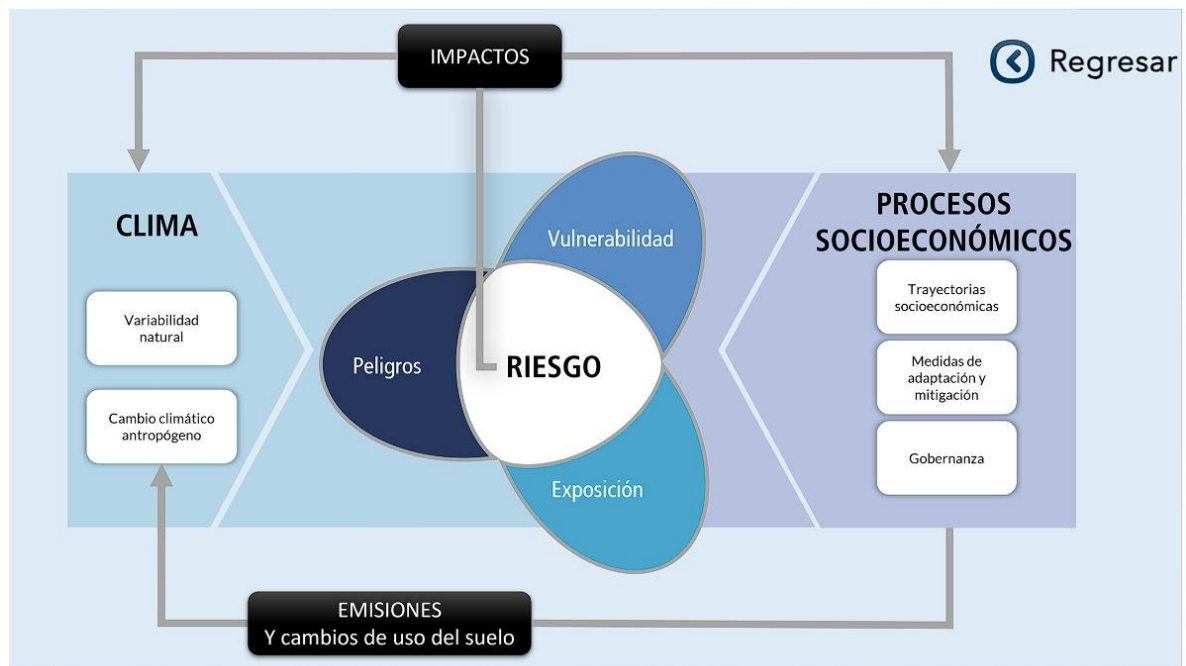 IMPACTOS
Regresar
CLIMA
Variabilidad
natural
Cambio climático
antropógeno
Vulnerabilidad
Peligros
RIESGO
Exposición
PROCESOS
SOCIOECONÓMICOS
Trayectorias
socioeconómicas
Medidas de
adaptación y
mitigación
Gobernanza
EMISIONES
Y cambios de uso del suelo